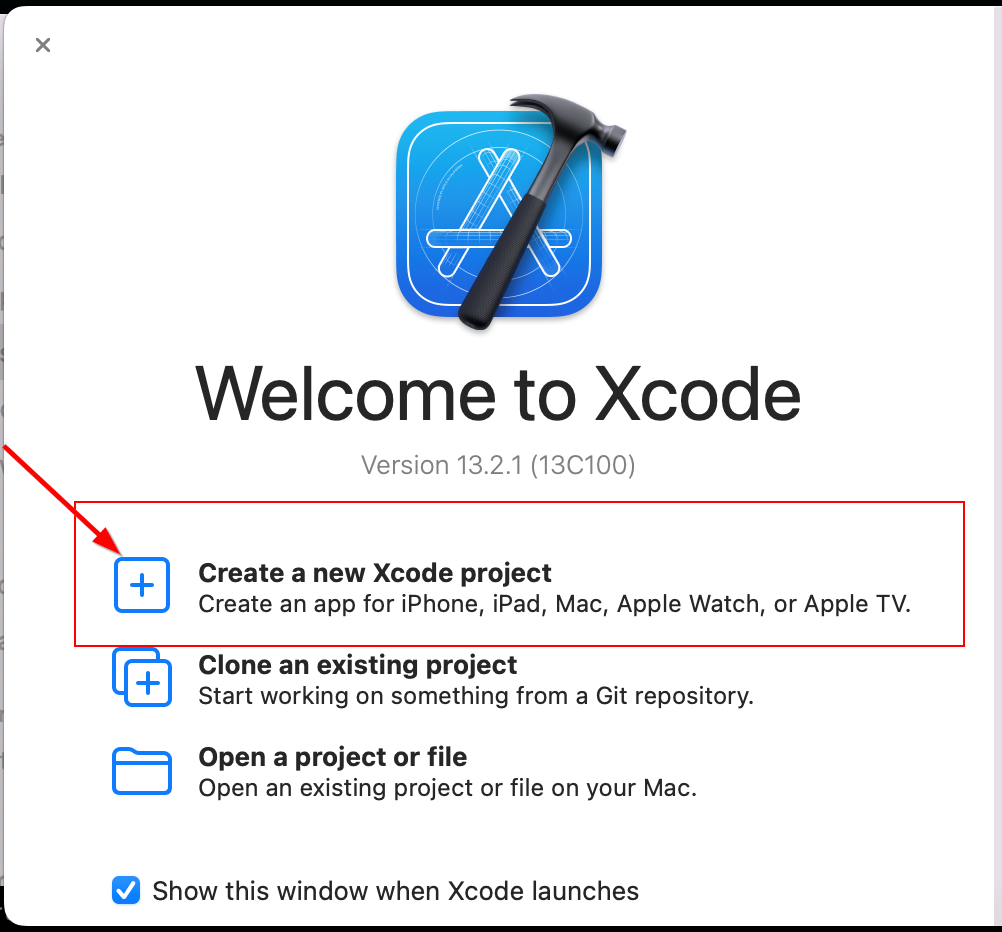 Welcome to Xcode
Version 13.2.1 (13C100)
Create a new Xcode project
Create an app for iPhone, iPad, Mac, Apple Watch, or Apple TV.
Clone an existing project
Start working on something from a Git repository.
Open a project or file
Open an existing project or file on your Mac.
Show this window when Xcode launches